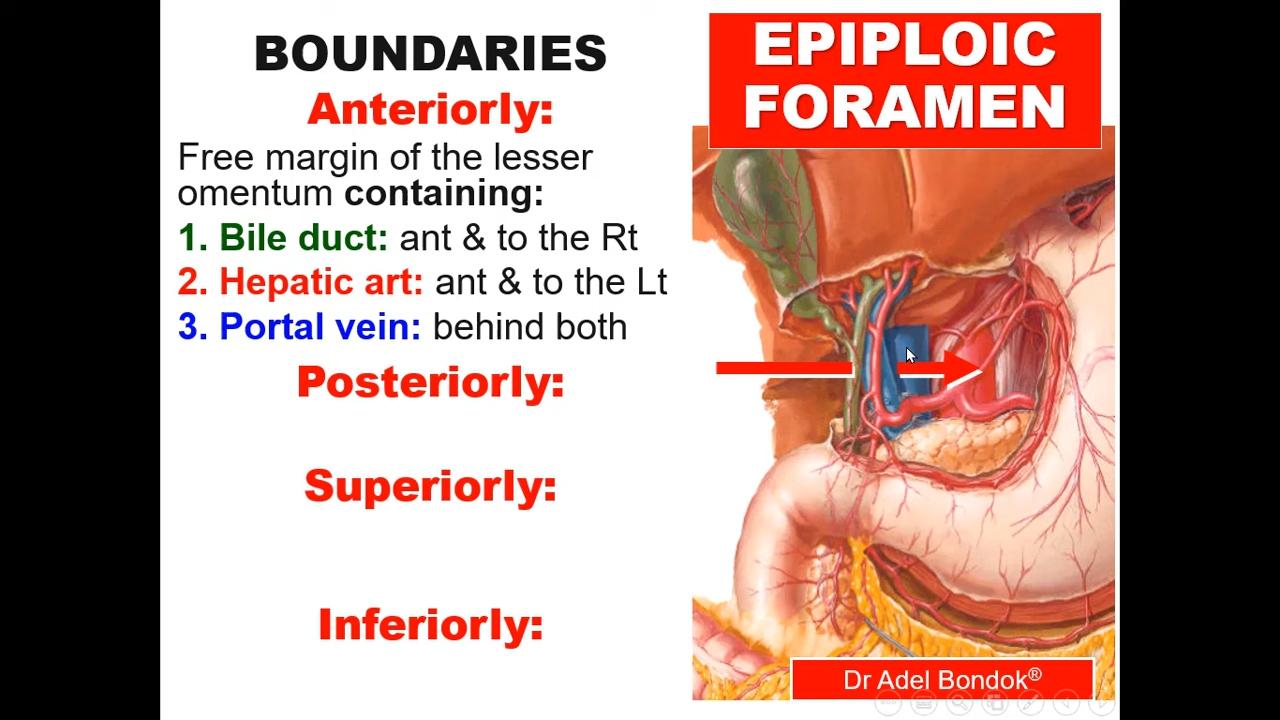 BOUNDARIES
Anteriorly:
Free margin of the lesser
omentum containing:
1. Bile duct: ant & to the Rt
2. Hepatic art: ant & to the Lt
3. Portal vein: behind both
Posteriorly:
Superiorly:
Inferiorly:
EPIPLOIC
FORAMEN
Dr Adel Bondok®